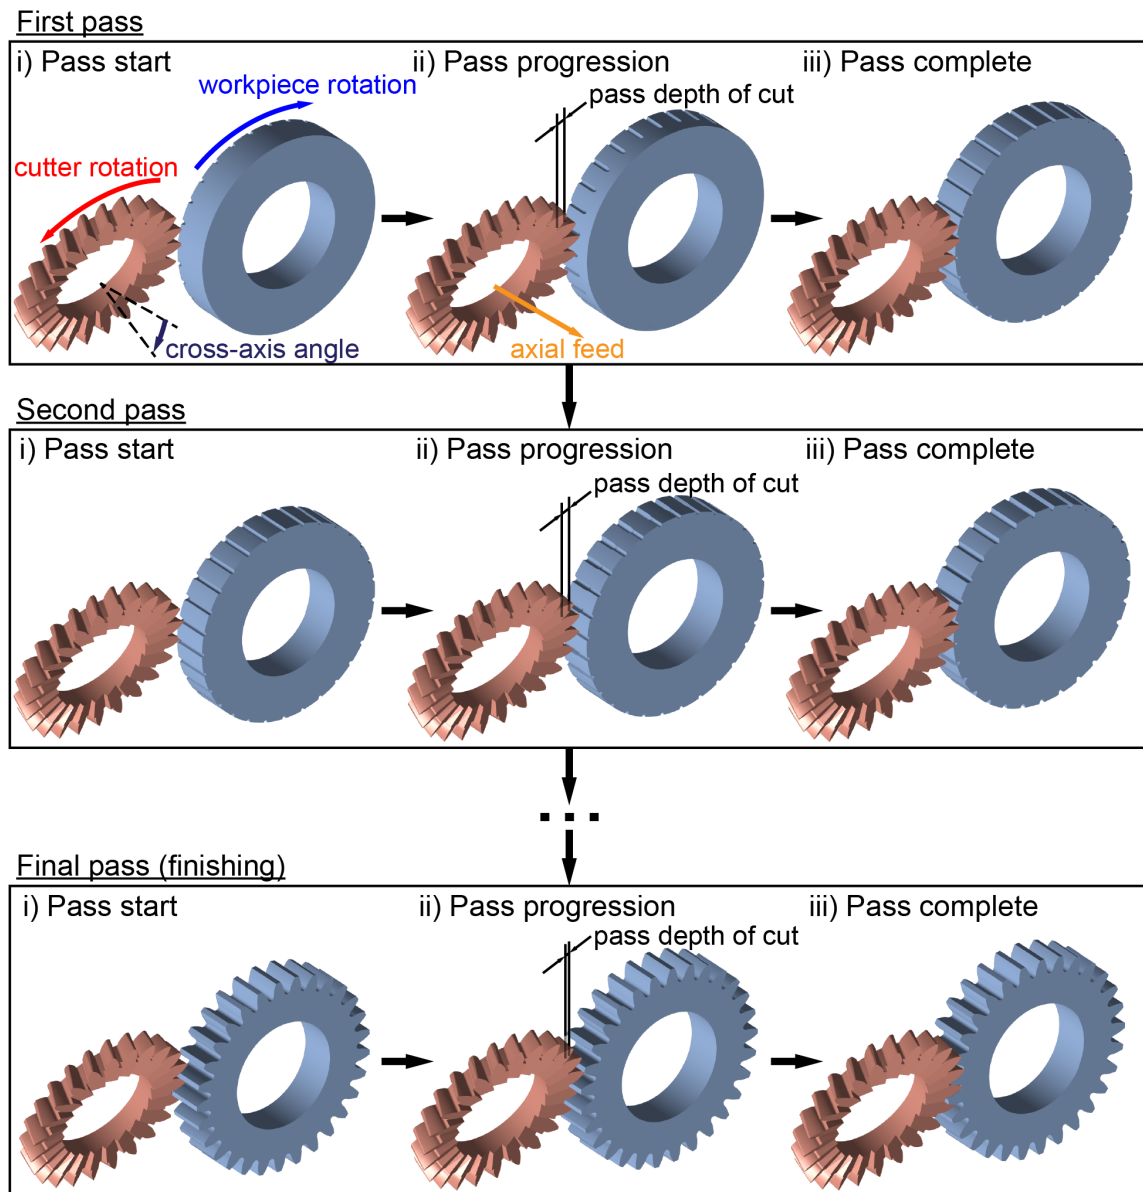 First pass
i) Pass start
ii) Pass progression
iii) Pass complete
workpiece rotation
pass depth of cut
cutter rotation
cross-axis angle
axial feed
Second pass
i) Pass start
ii) Pass progression
iii) Pass complete
pass depth of cut
...
Final pass (finishing)
i) Pass start
ii) Pass progression
iii) Pass complete
pass depth of cut